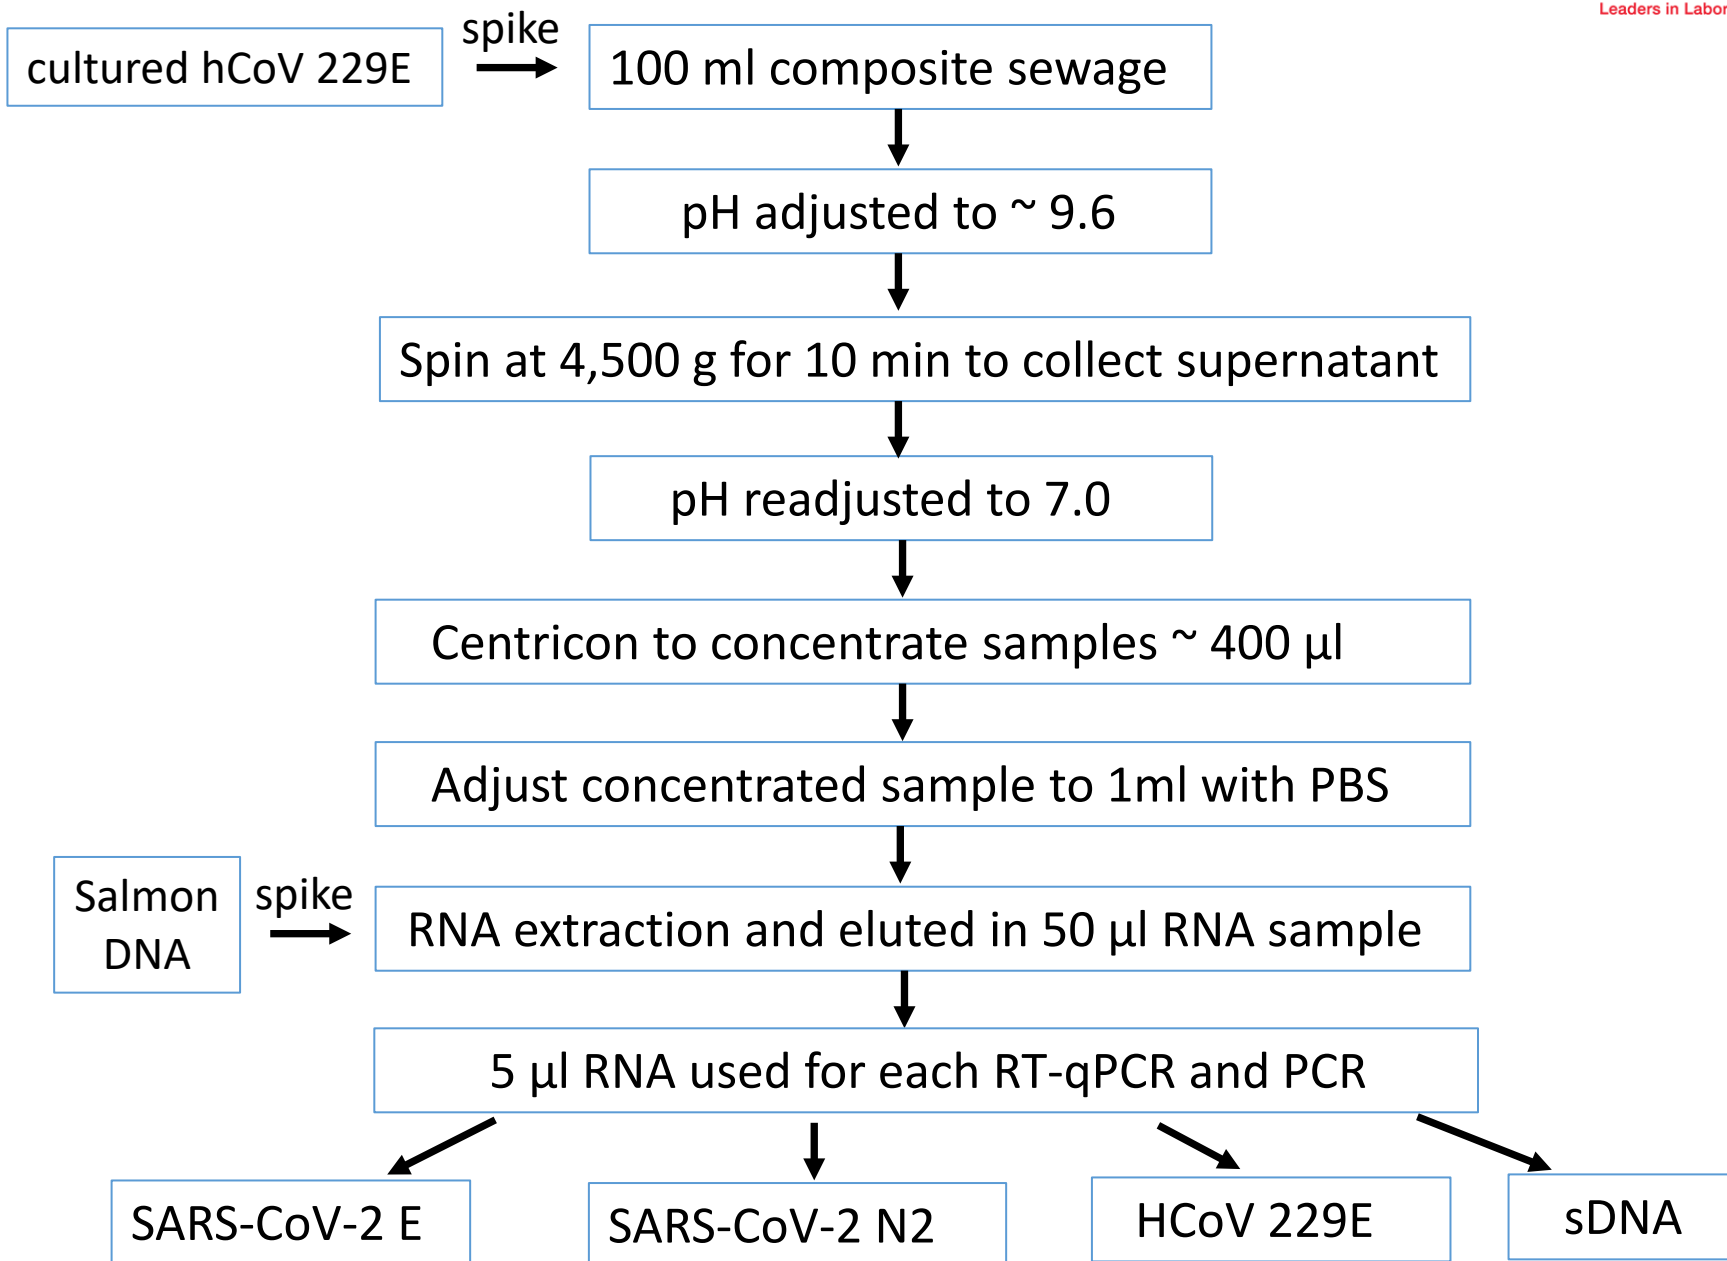 Leaders in Labor
cultured hCoV 229E
spike
100 ml composite sewage
pH adjusted to ~ 9.6
Spin at 4,500 g for 10 min to collect supernatant
pH readjusted to 7.0
Centricon to concentrate samples ~ 400 µl
Adjust concentrated sample to 1ml with PBS
Salmon
DNA
spike
RNA extraction and eluted in 50 µl RNA sample
5 µl RNA used for each RT-qPCR and PCR
SARS-CoV-2 E
SARS-CoV-2 N2
HCoV 229E
sDNA